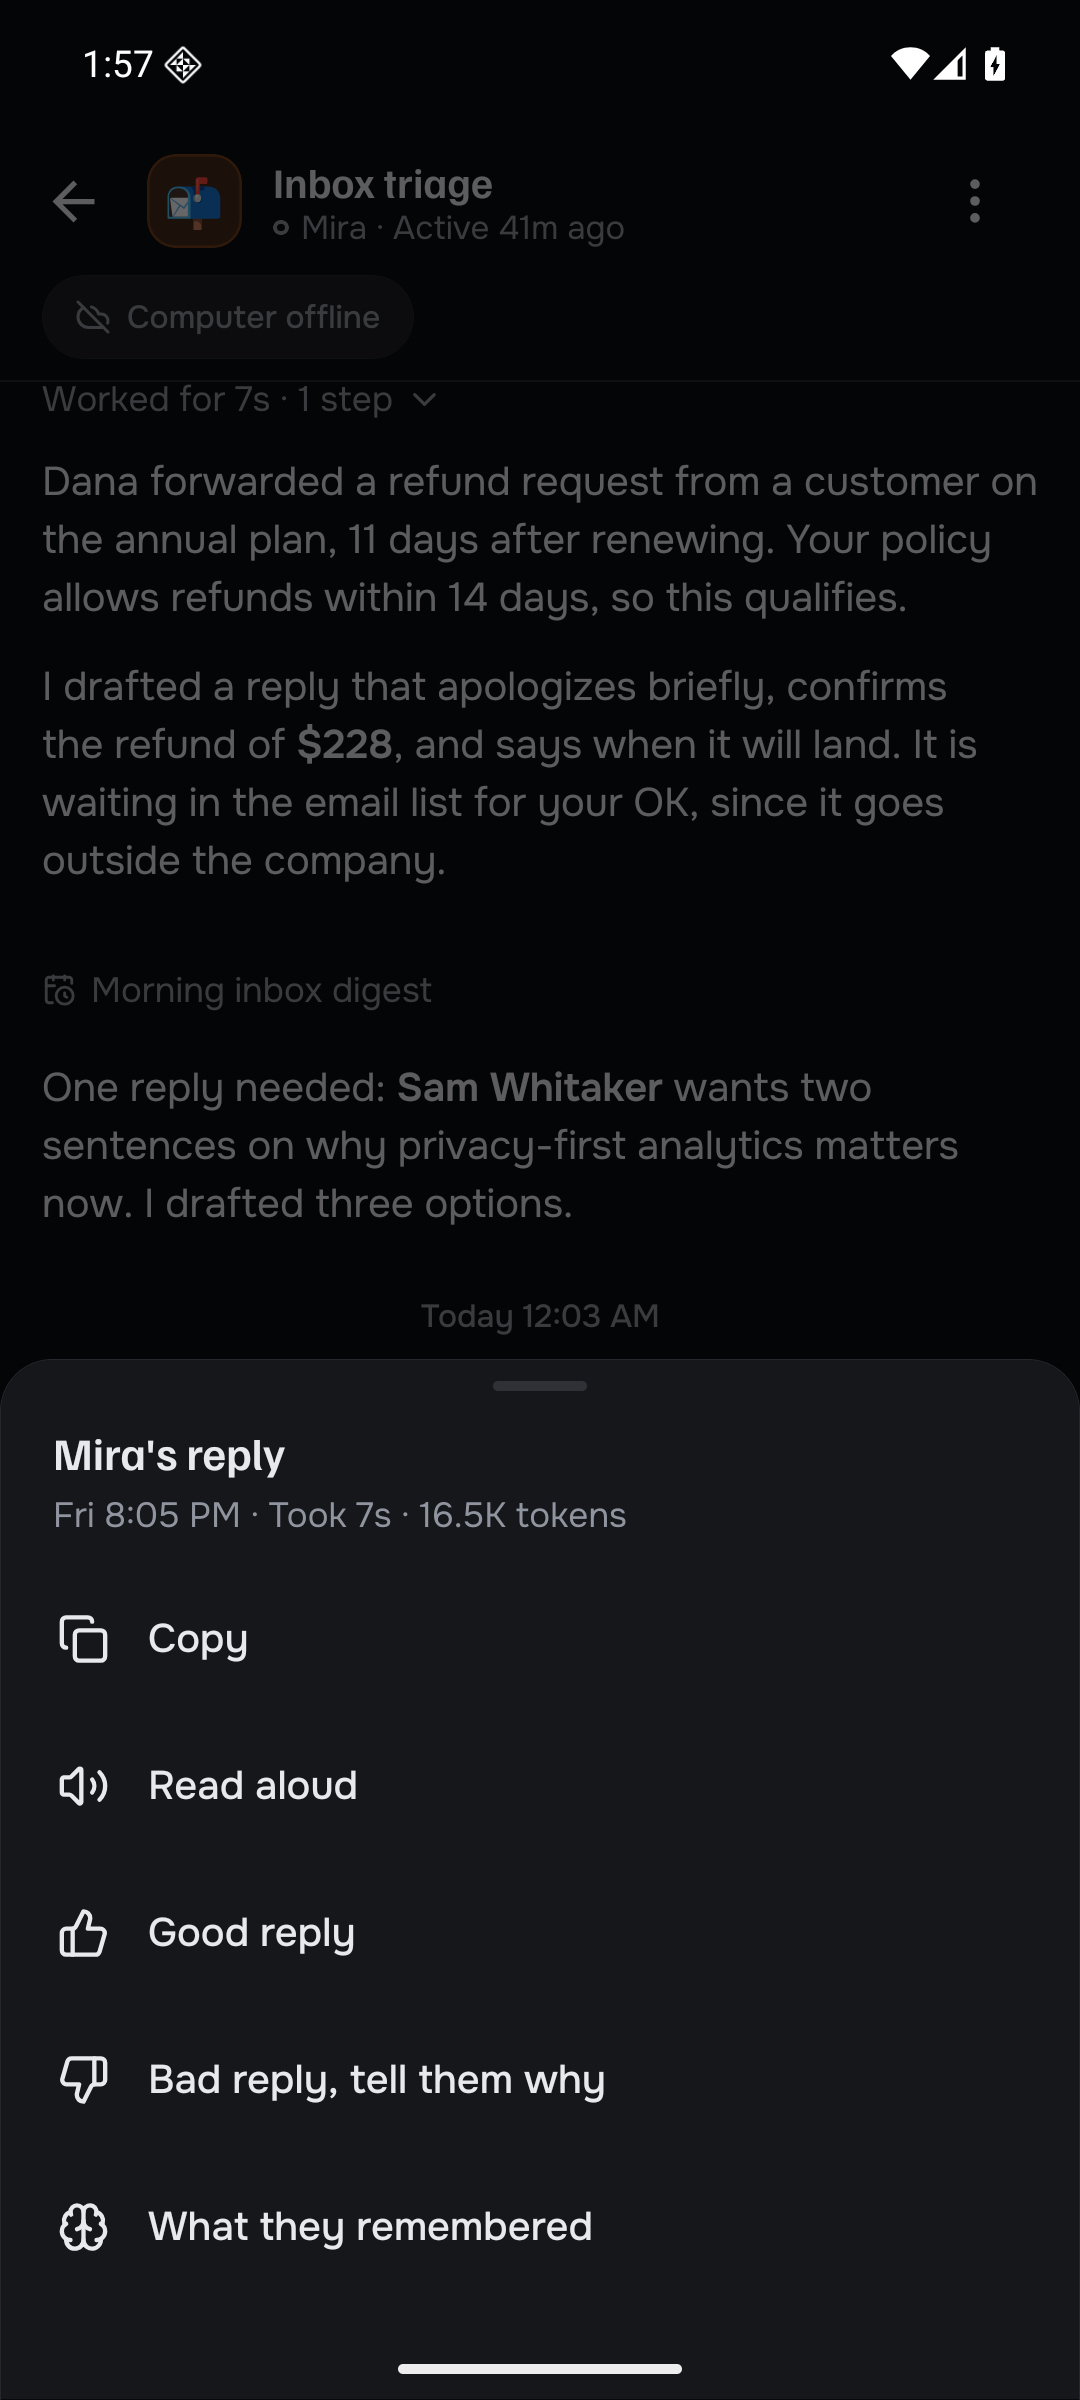 1:57
Inbox triage
Mira · Active 41m ago
Computer offline
Worked for 7s · 1 step
Dana forwarded a refund request from a customer on
the annual plan, 11 days after renewing. Your policy
allows refunds within 14 days, so this qualifies.
I drafted a reply that apologizes briefly, confirms
the refund of $228, and says when it will land. It is
waiting in the email list for your OK, since it goes
outside the company.
Morning inbox digest
One reply needed: Sam Whitaker wants two
sentences on why privacy-first analytics matters
now. I drafted three options.
Today 12:03 AM
Mira's reply
Fri 8:05 PM · Took 7s · 16.5K tokens
Copy
Read aloud
Good reply
Bad reply, tell them why
What they remembered